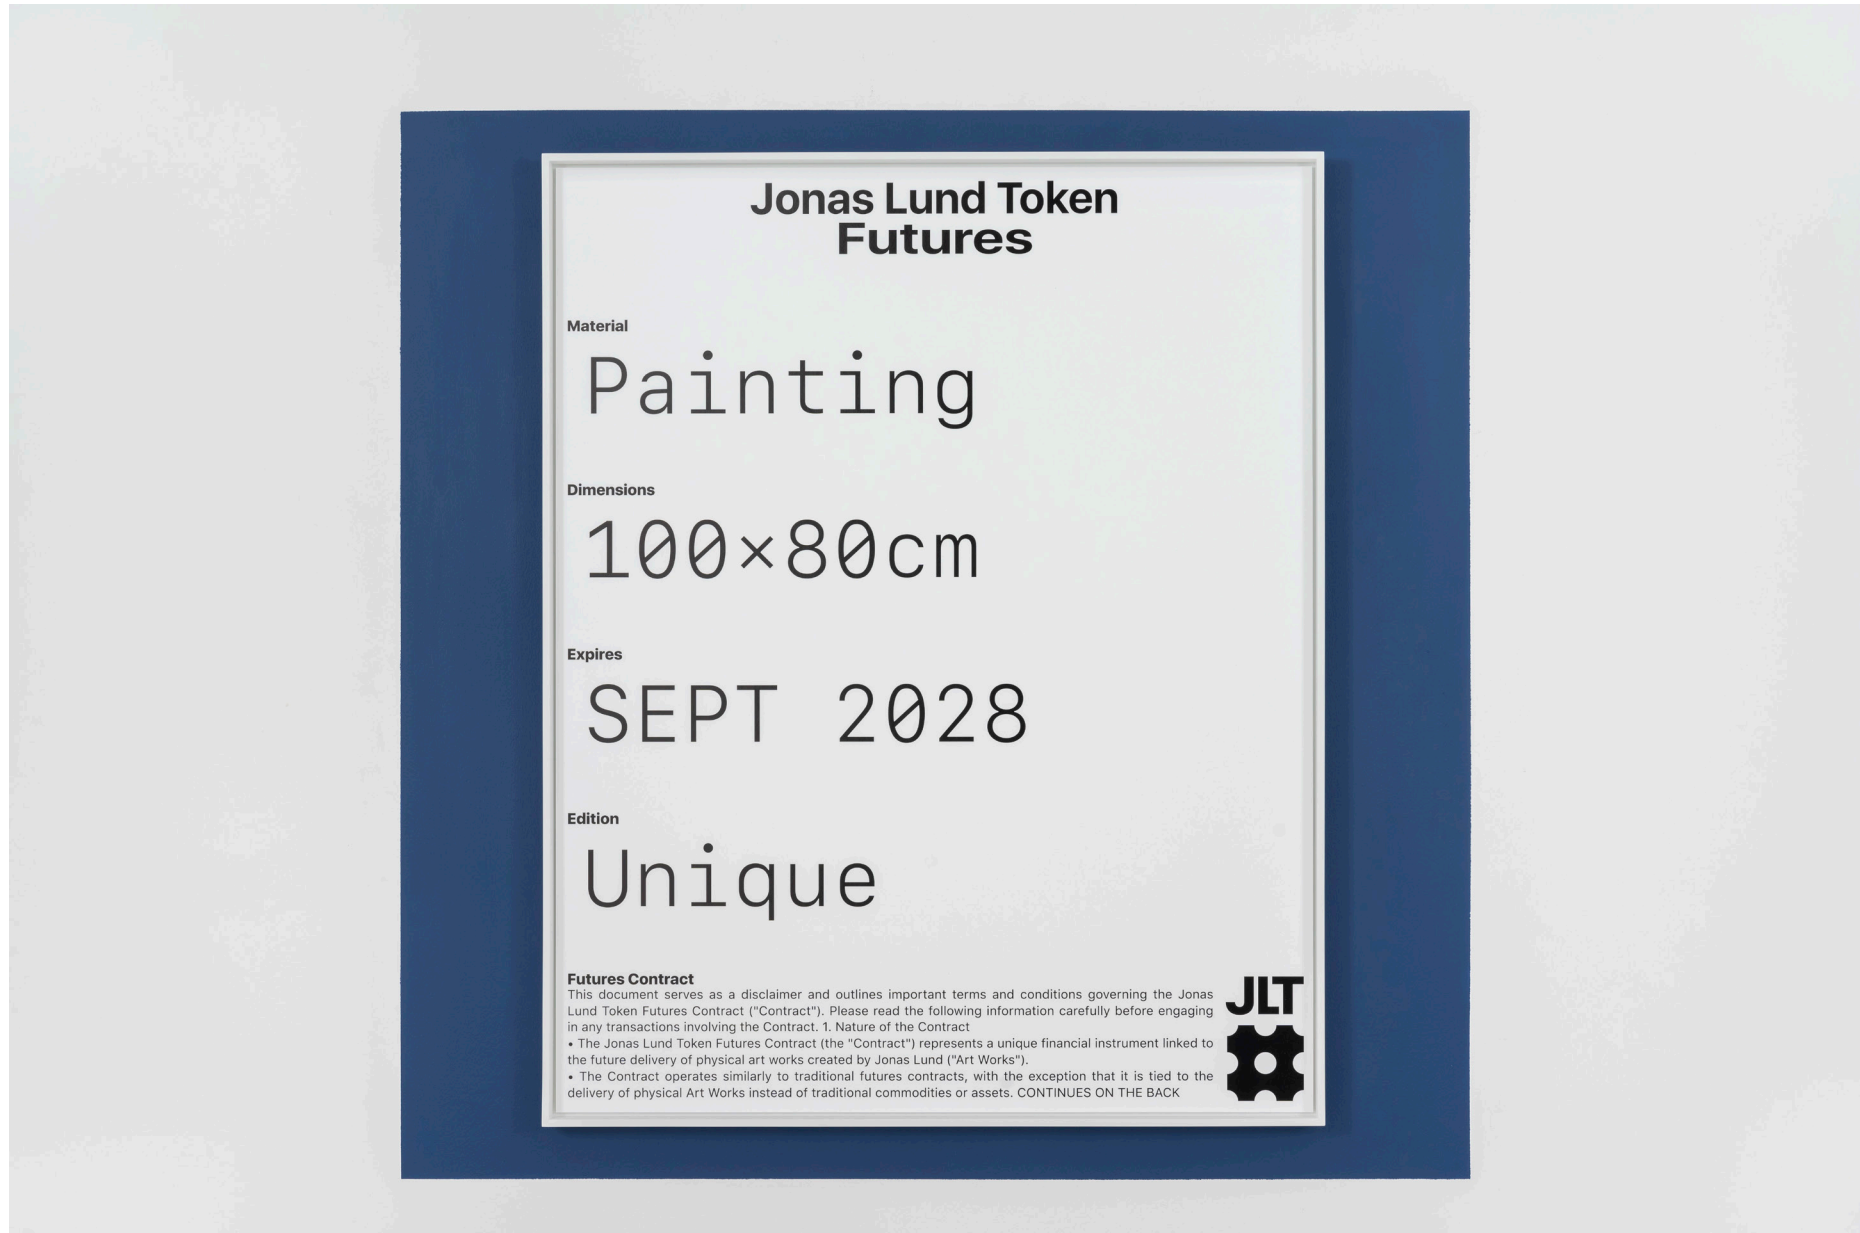 Jonas Lund Token
Futures
Material
Painting
Dimensions
100×80cm
Expires
SEPT 2028
Edition
Unique
Futures Contract
This document serves as a disclaimer and outlines important terms and conditions governing the Jonas
Lund Token Futures Contract ("Contract"). Please read the following information carefully before engaging
in any transactions involving the Contract. 1. Nature of the Contract
• The Jonas Lund Token Futures Contract (the "Contract") represents a unique financial instrument linked to
the future delivery of physical art works created by Jonas Lund ("Art Works").
• The Contract operates similarly to traditional futures contracts, with the exception that it is tied to the
delivery of physical Art Works instead of traditional commodities or assets. CONTINUES ON THE BACK
JLT